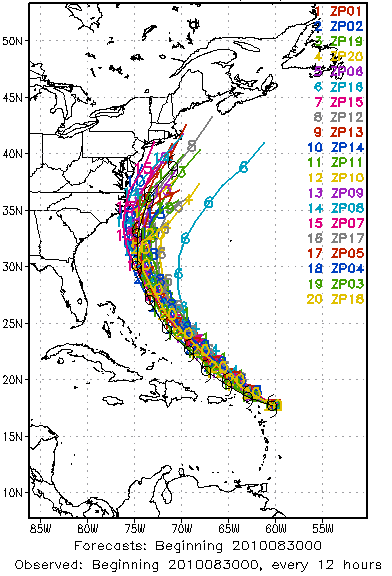 1 ZP01
2 ZP02
3 ZP19
4 ZP20
5 ZP06
6 ZP16
7 ZP15
8 ZP12
9 ZP13
10 ZP14
11 ZP11
12 ZP10
13 ZP09
14 ZP08
15 ZP07
16 ZP17
17 ZP05
18 ZP04
19 ZP03
20 ZP18
50N
45N
40N
35N
30N
25N
20N
15N
10N
85W 80W 75W 70W 65W 60W 55W
Forecasts: Beginning 2010083000
Observed: Beginning 2010083000, every 12 hours